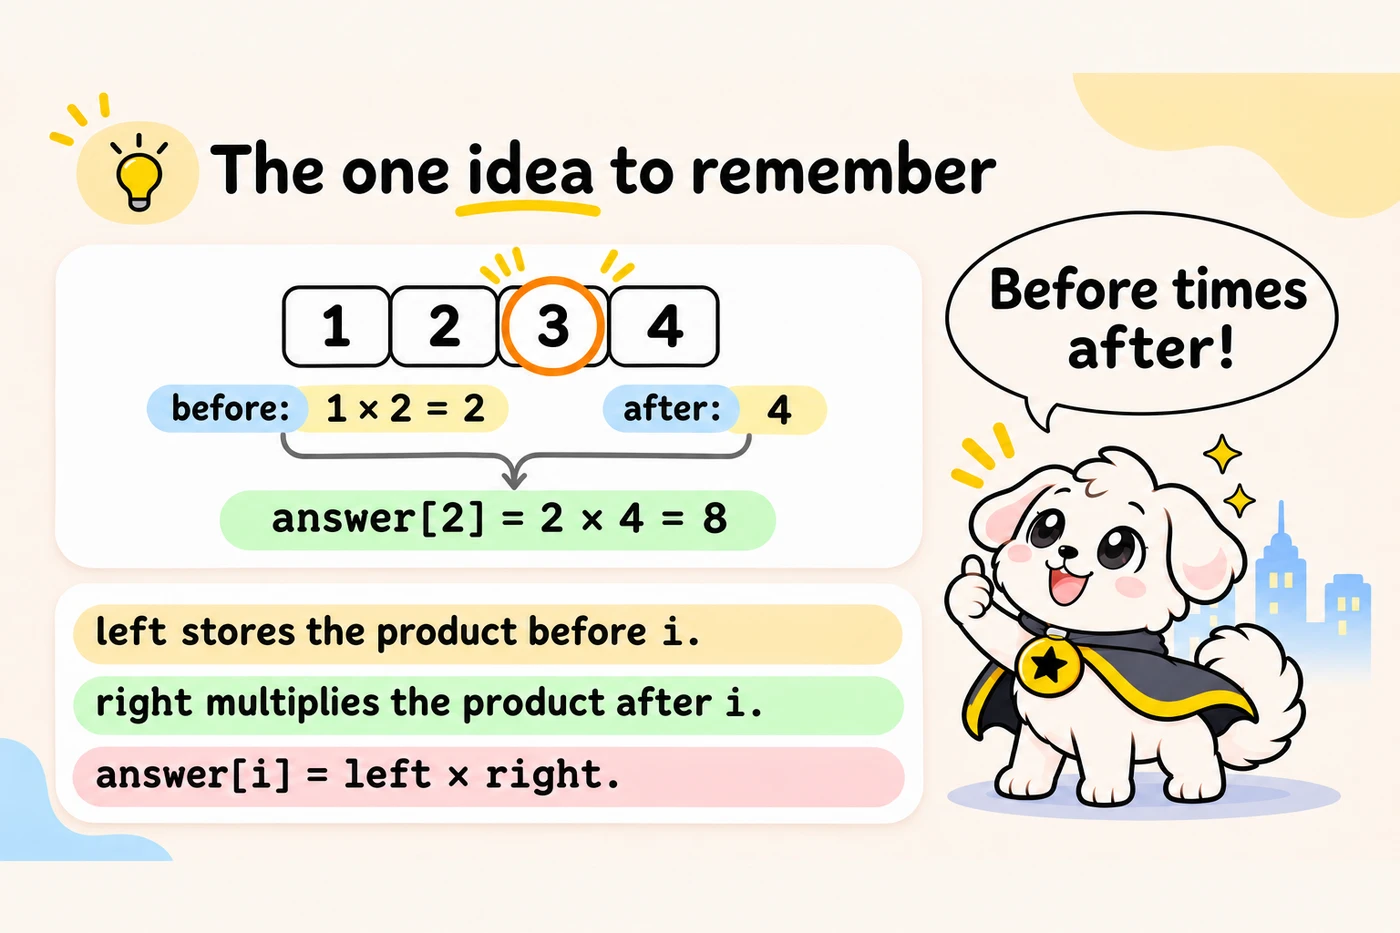 The one idea to remember
1 2 3 4
before: 1 × 2 = 2 after: 4
answer[2] = 2 × 4 = 8
left stores the product before i.
right multiplies the product after i.
answer[i] = left × right.
Before times
after!